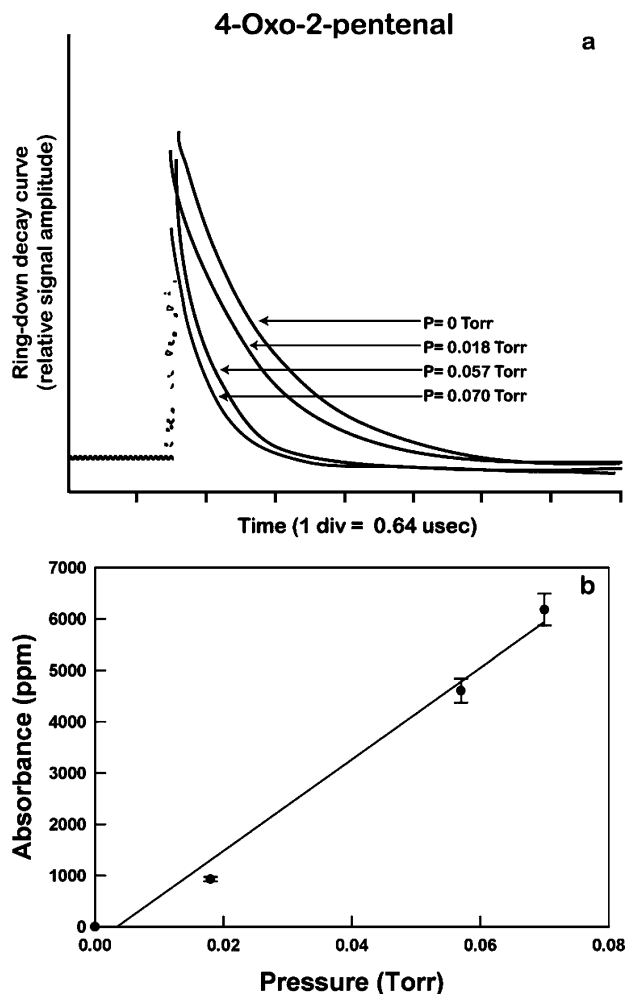 4-Oxo-2-pentenal
a
Ring-down decay curve
(relative signal amplitude)
P= 0 Torr
P= 0.018 Torr
P= 0.057 Torr
P= 0.070 Torr
Time (1 div = 0.64 usec)
b
Absorbance (ppm)
7000
6000
5000
4000
3000
2000
1000
0
0.00 0.02 0.04 0.06 0.08
Pressure (Torr)